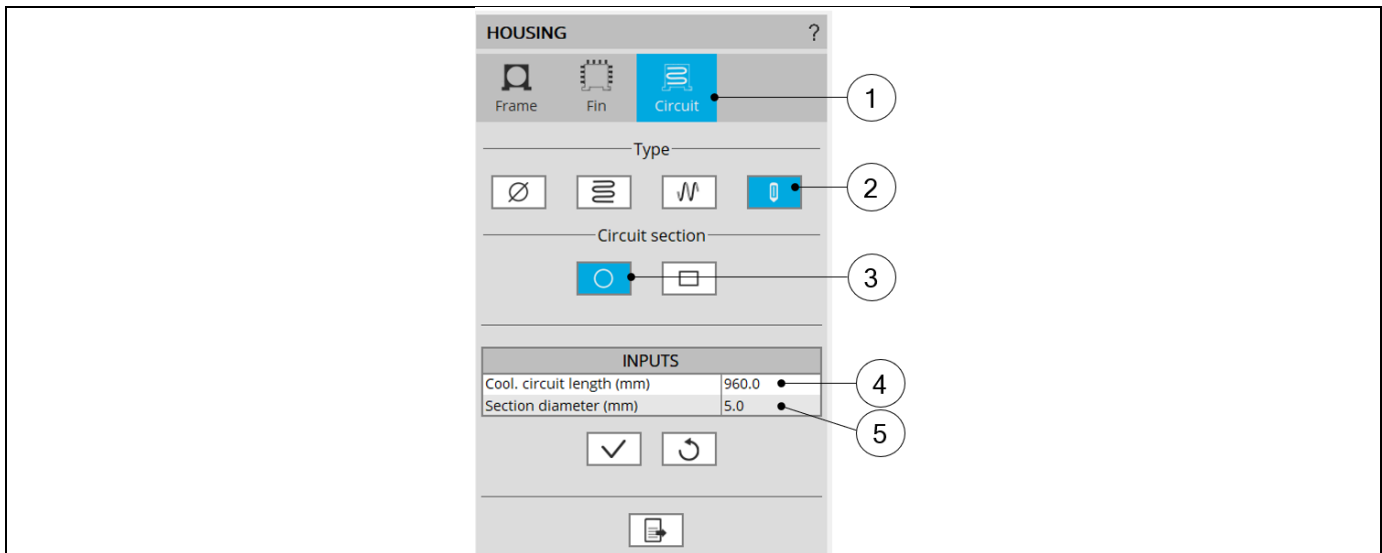 HOUSING ?
Frame Fin Circuit
1
Type
2
Circuit section
3
INPUTS
Cool. circuit length (mm) 960.0
4
Section diameter (mm) 5.0
5